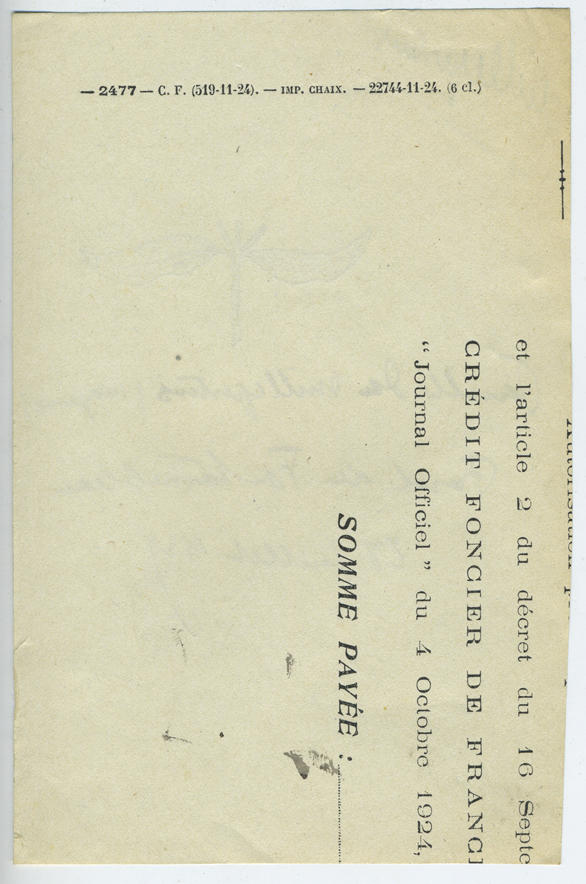 — 2477 — C. F. (519-11-24). — IMP. CHAIX. — 22744-11-24. (6 cl.)
et l'article 2 du décret du 16 Septe
CRÉDIT FONCIER DE FRANC
“ Journal Officiel ” du 4 Octobre 1924,
SOMME PAYÉE :